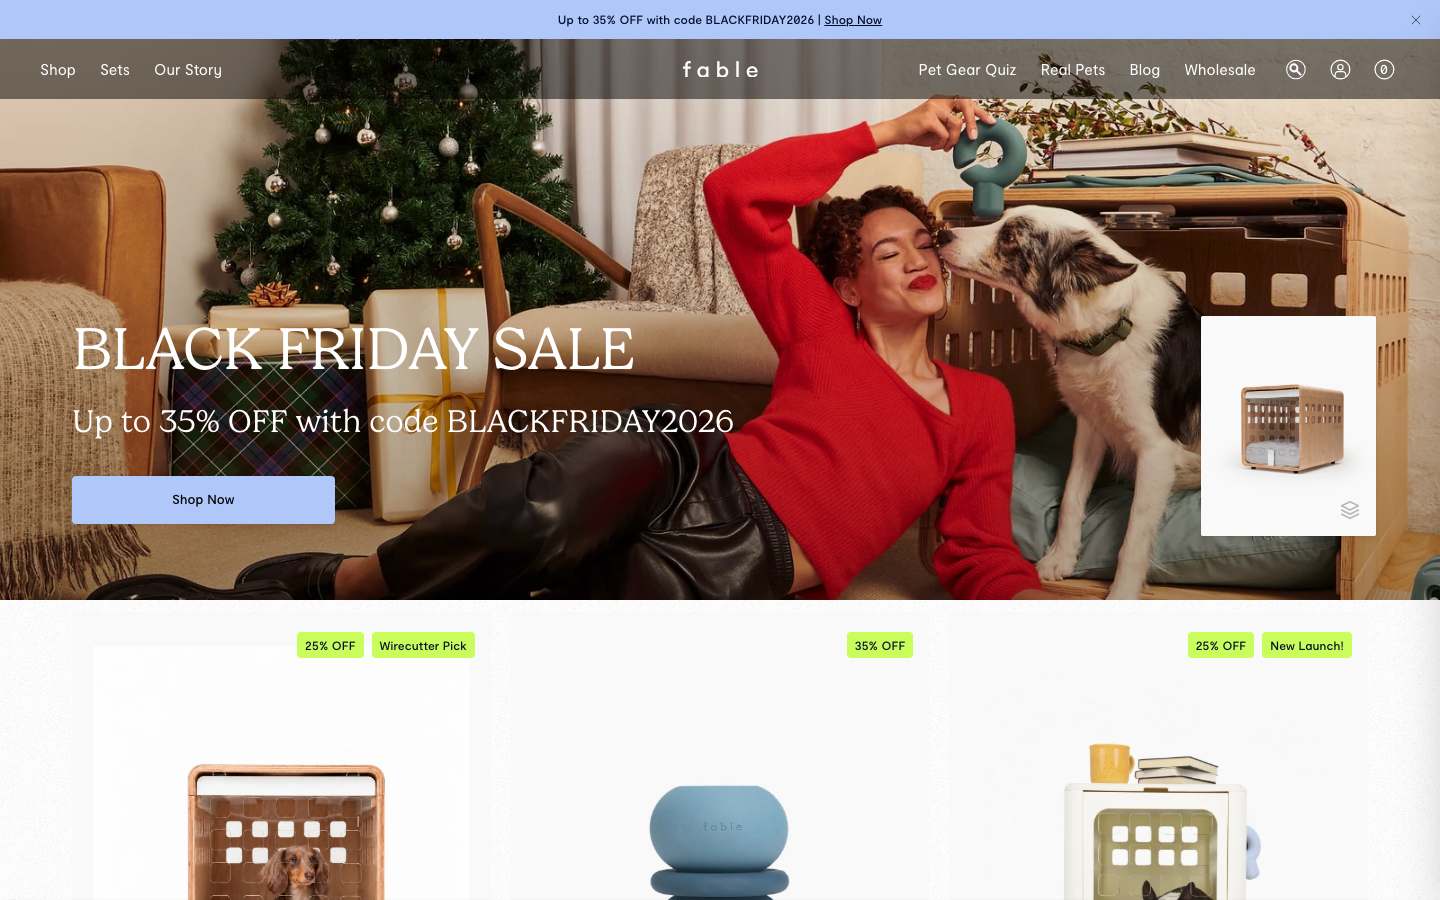 Up to 35% OFF with code BLACKFRIDAY2026 | Shop Now
Shop Sets Our Story fable Pet Gear Quiz Real Pets Blog Wholesale 0
BLACK FRIDAY SALE
Up to 35% OFF with code BLACKFRIDAY2026
Shop Now
25% OFF Wirecutter Pick 35% OFF 25% OFF New Launch!
fable